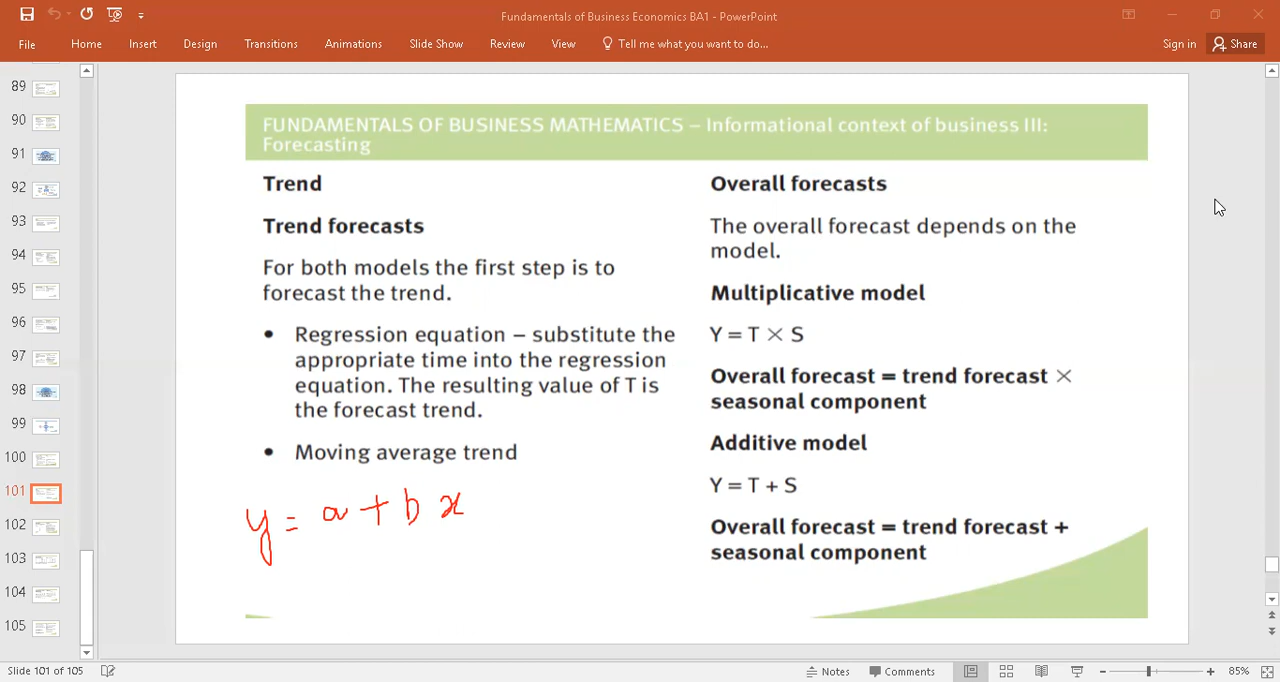 Fundamentals of Business Economics BA1 - PowerPoint
File Home Insert Design Transitions Animations Slide Show Review View Tell me what you want to do... Sign in Share
89
90
91
92
93
94
95
96
97
98
99
100
101
102
103
104
105
FUNDAMENTALS OF BUSINESS MATHEMATICS – Informational context of business III:
Forecasting
Trend
Trend forecasts
For both models the first step is to
forecast the trend.
• Regression equation – substitute the
appropriate time into the regression
equation. The resulting value of T is
the forecast trend.
• Moving average trend
y = a + b x
Overall forecasts
The overall forecast depends on the
model.
Multiplicative model
Y = T × S
Overall forecast = trend forecast ×
seasonal component
Additive model
Y = T + S
Overall forecast = trend forecast +
seasonal component
Slide 101 of 105 Notes Comments 85%